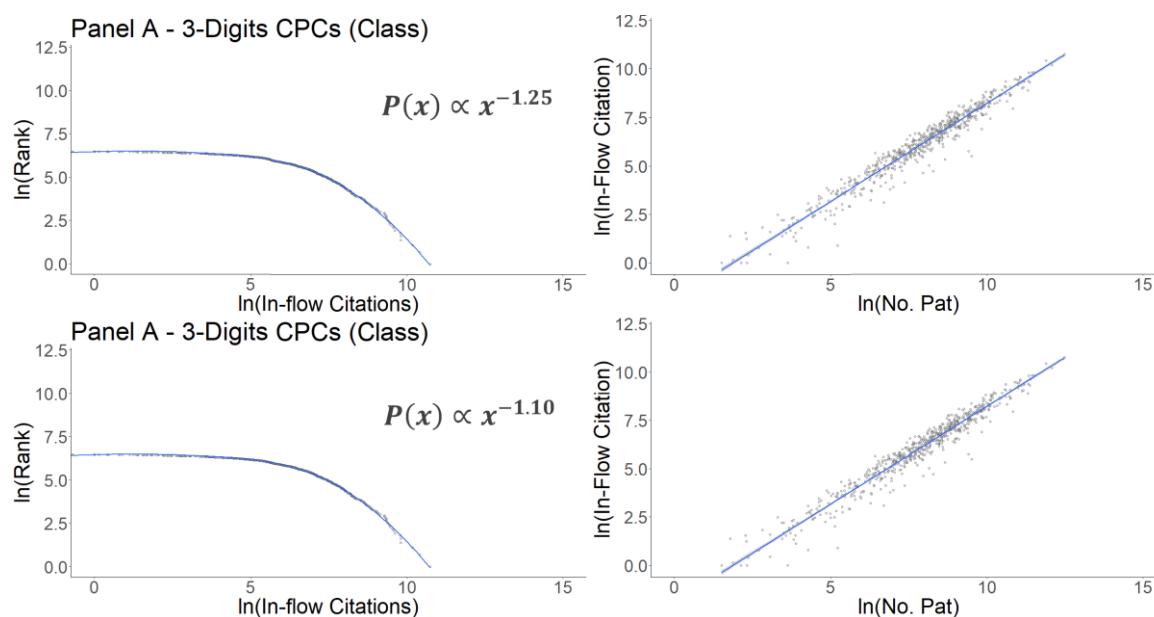 Panel A - 3-Digits CPCs (Class)
12.5
10.0
7.5
5.0
2.5
0.0
ln(Rank)
P(x) ∝ x^{-1.25}
0 5 10 15
ln(In-flow Citations)
12.5
10.0
7.5
5.0
2.5
0.0
ln(In-Flow Citation)
0 5 10 15
ln(No. Pat)
Panel A - 3-Digits CPCs (Class)
12.5
10.0
7.5
5.0
2.5
0.0
ln(Rank)
P(x) ∝ x^{-1.10}
0 5 10 15
ln(In-flow Citations)
12.5
10.0
7.5
5.0
2.5
0.0
ln(In-Flow Citation)
0 5 10 15
ln(No. Pat)